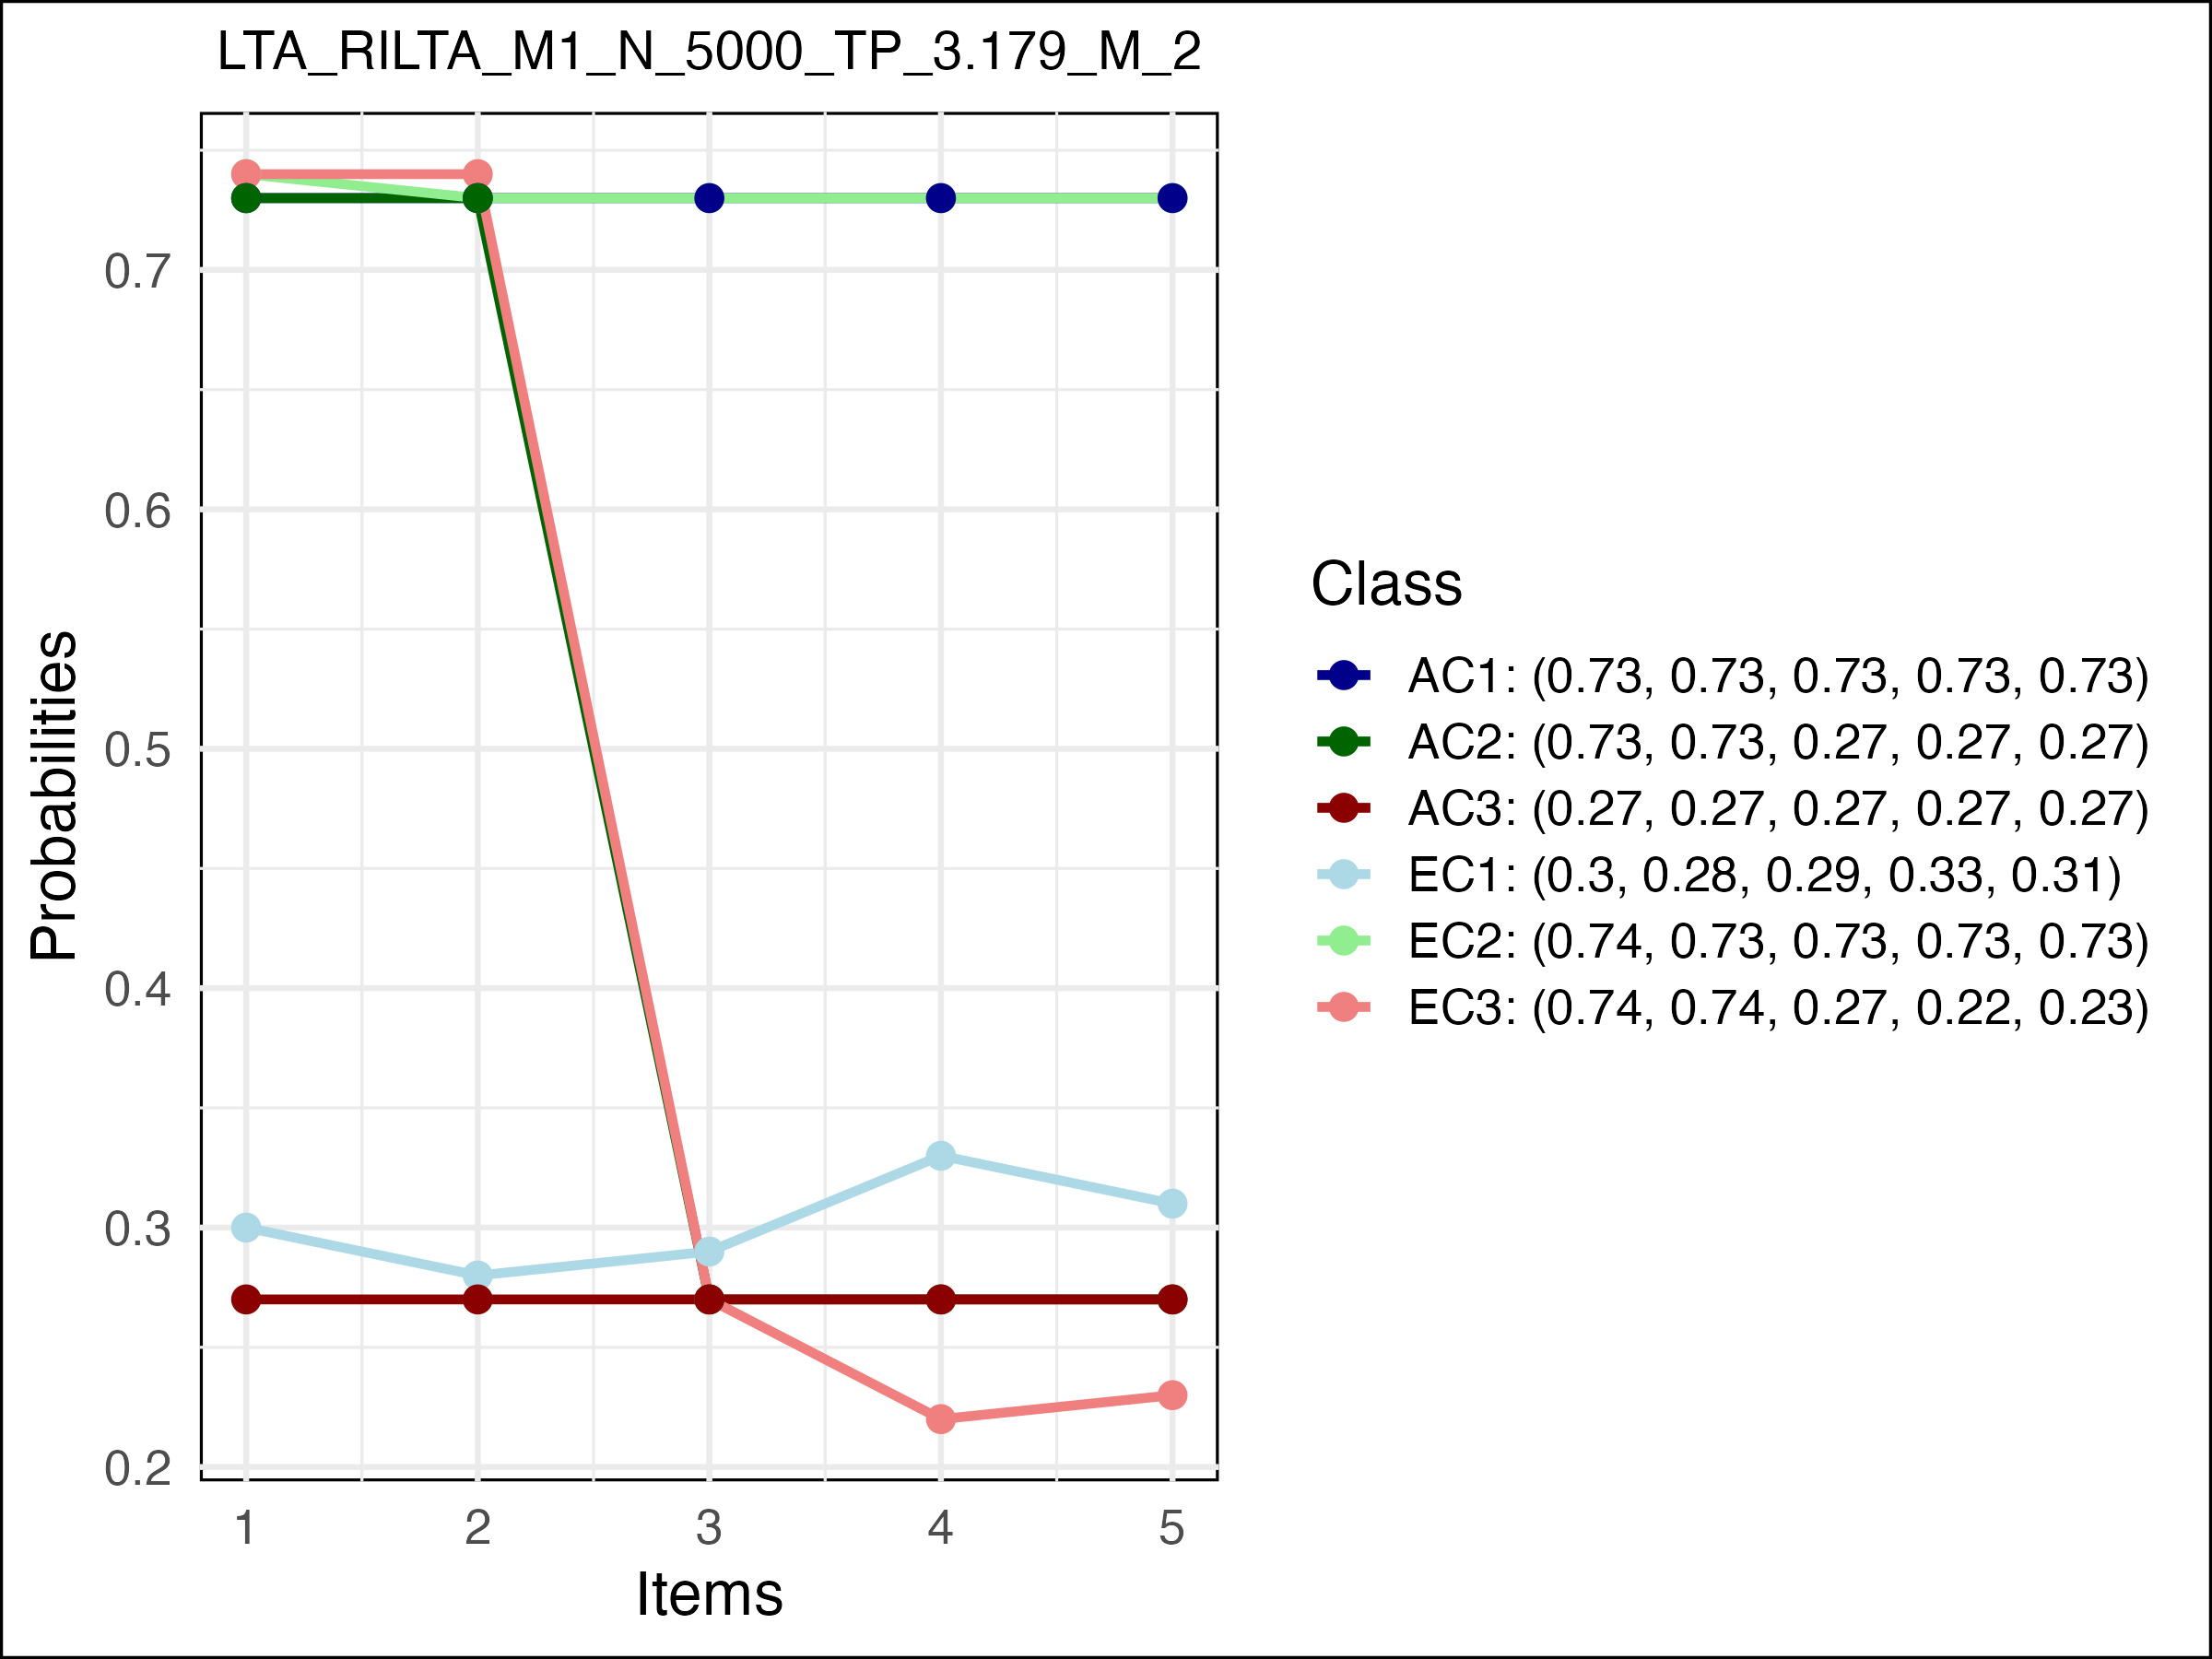 LTA_RILTA_M1_N_5000_TP_3.179_M_2
Probabilities
0.7
0.6
0.5
0.4
0.3
0.2
1 2 3 4 5
Items
Class
AC1: (0.73, 0.73, 0.73, 0.73, 0.73)
AC2: (0.73, 0.73, 0.27, 0.27, 0.27)
AC3: (0.27, 0.27, 0.27, 0.27, 0.27)
EC1: (0.3, 0.28, 0.29, 0.33, 0.31)
EC2: (0.74, 0.73, 0.73, 0.73, 0.73)
EC3: (0.74, 0.74, 0.27, 0.22, 0.23)